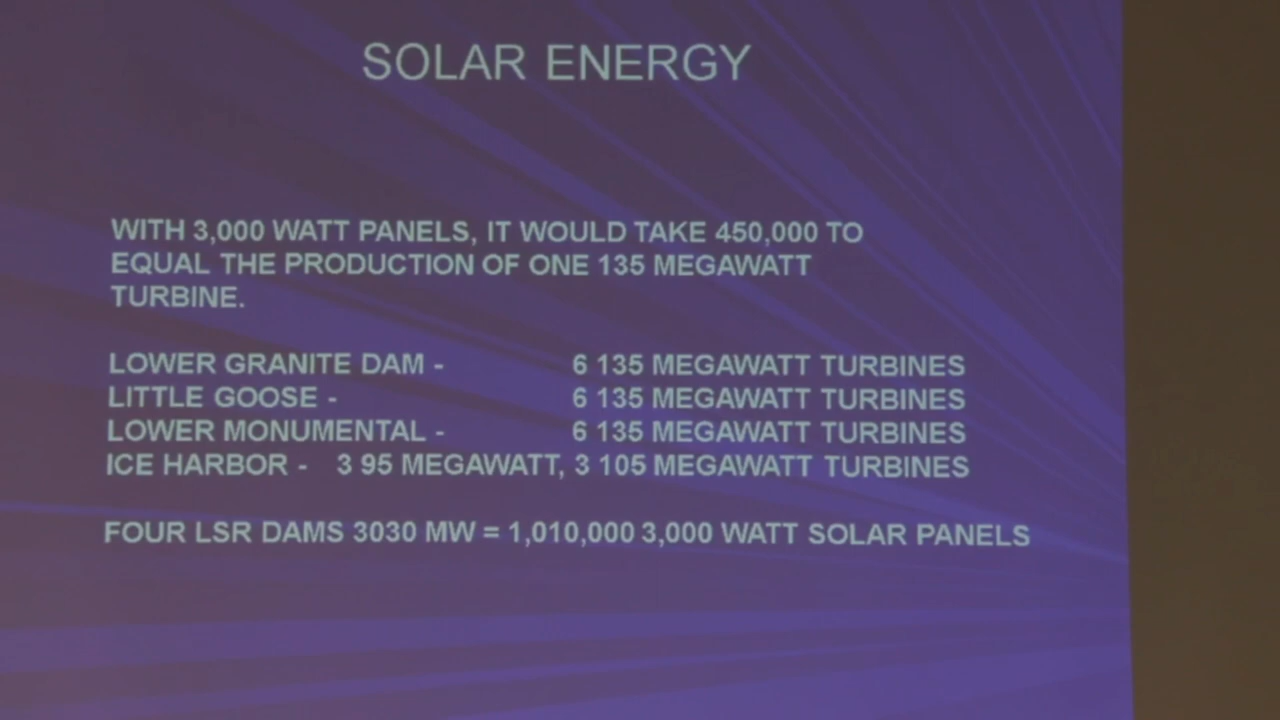 SOLAR ENERGY
WITH 3,000 WATT PANELS, IT WOULD TAKE 450,000 TO
EQUAL THE PRODUCTION OF ONE 135 MEGAWATT
TURBINE.
LOWER GRANITE DAM - 6 135 MEGAWATT TURBINES
LITTLE GOOSE - 6 135 MEGAWATT TURBINES
LOWER MONUMENTAL - 6 135 MEGAWATT TURBINES
ICE HARBOR - 3 95 MEGAWATT, 3 105 MEGAWATT TURBINES
FOUR LSR DAMS 3030 MW = 1,010,000 3,000 WATT SOLAR PANELS